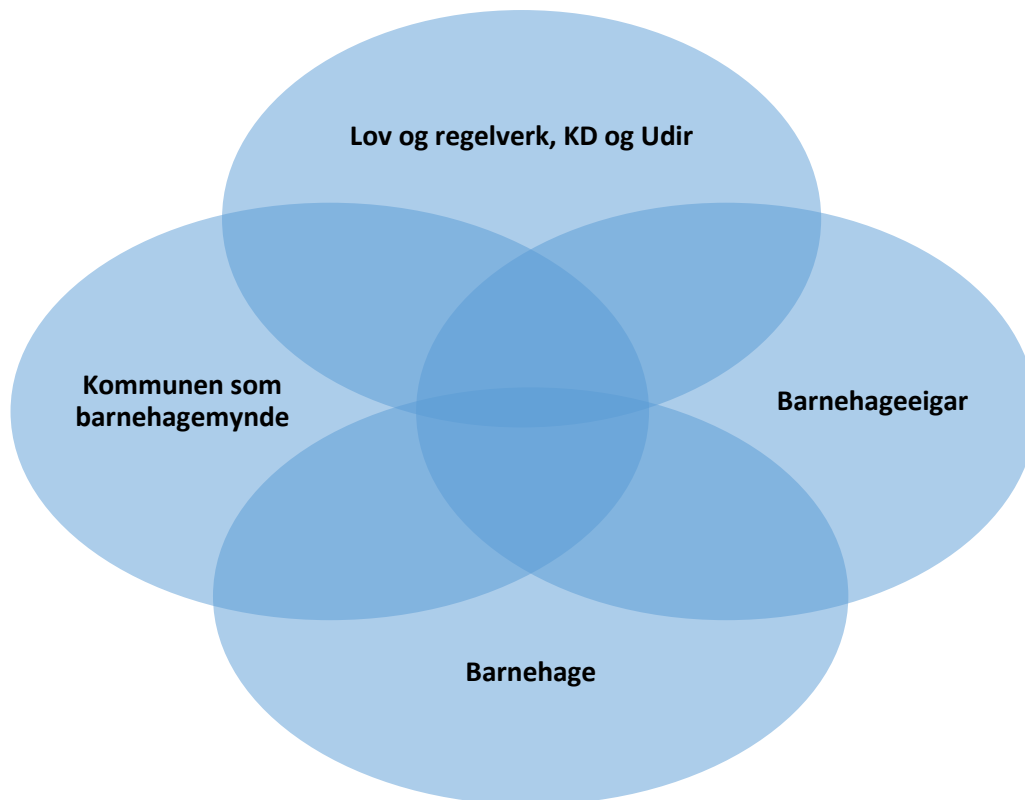 Lov og regelverk, KD og Udir
Kommunen som
barnehagemynde
Barnehageeigar
Barnehage